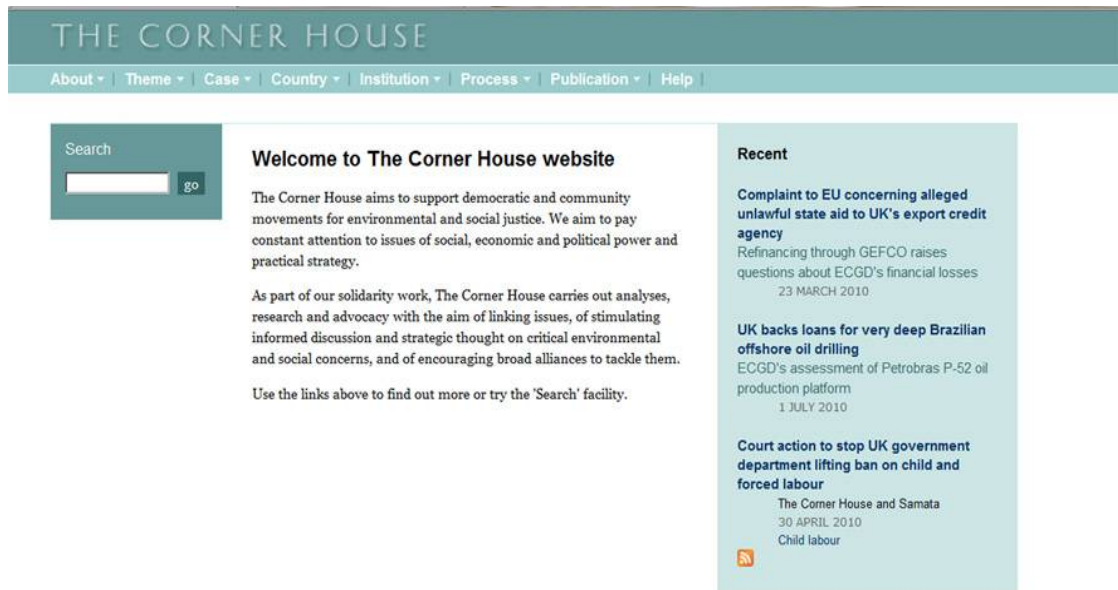 THE CORNER HOUSE
About | Theme | Case | Country | Institution | Process | Publication | Help |
Search
go
Welcome to The Corner House website
The Corner House aims to support democratic and community
movements for environmental and social justice. We aim to pay
constant attention to issues of social, economic and political power and
practical strategy.
As part of our solidarity work, The Corner House carries out analyses,
research and advocacy with the aim of linking issues, of stimulating
informed discussion and strategic thought on critical environmental
and social concerns, and of encouraging broad alliances to tackle them.
Use the links above to find out more or try the 'Search' facility.
Recent
Complaint to EU concerning alleged
unlawful state aid to UK's export credit
agency
Refinancing through GEFCO raises
questions about ECGD's financial losses
23 MARCH 2010
UK backs loans for very deep Brazilian
offshore oil drilling
ECGD's assessment of Petrobras P-52 oil
production platform
1 JULY 2010
Court action to stop UK government
department lifting ban on child and
forced labour
The Corner House and Samata
30 APRIL 2010
Child labour